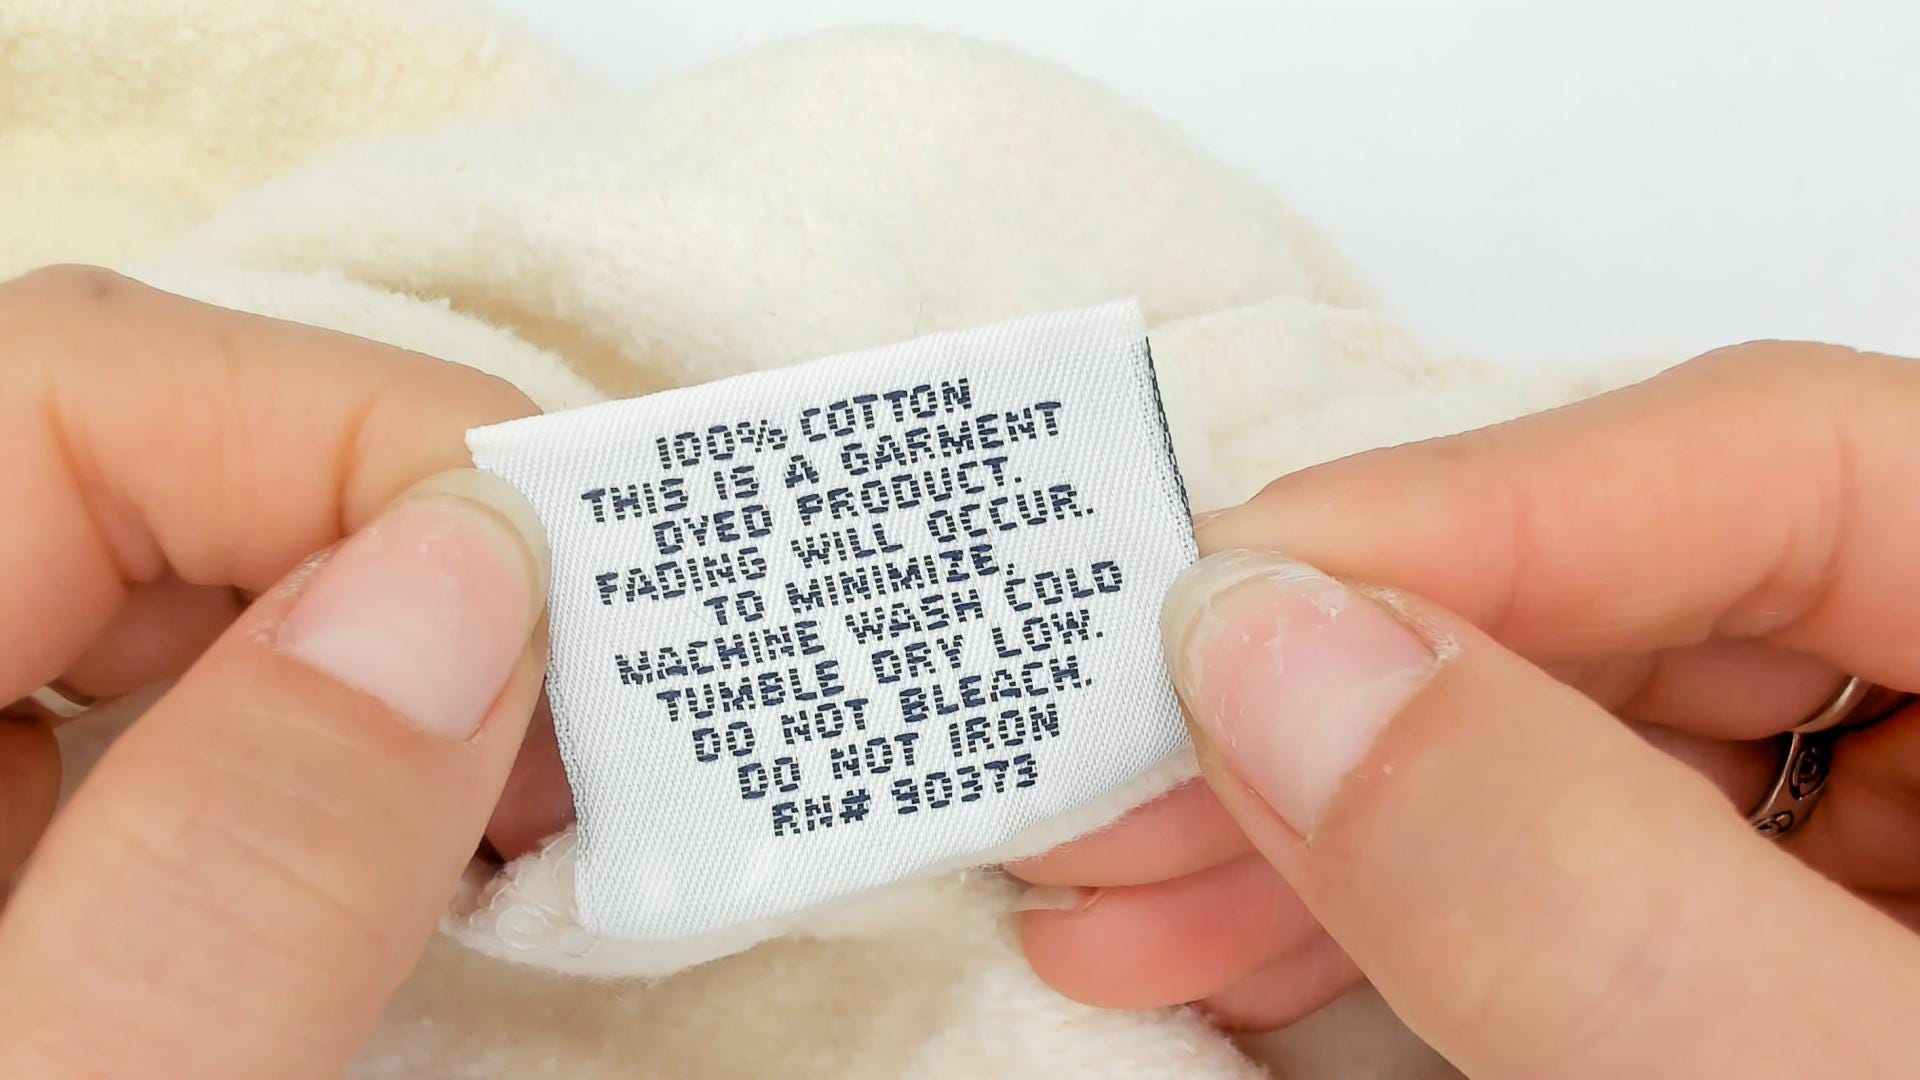 100% COTTON
THIS IS A GARMENT
DYED PRODUCT.
FADING WILL OCCUR.
TO MINIMIZE,
MACHINE WASH COLD
TUMBLE DRY LOW.
DO NOT BLEACH.
DO NOT IRON
RN# 80373